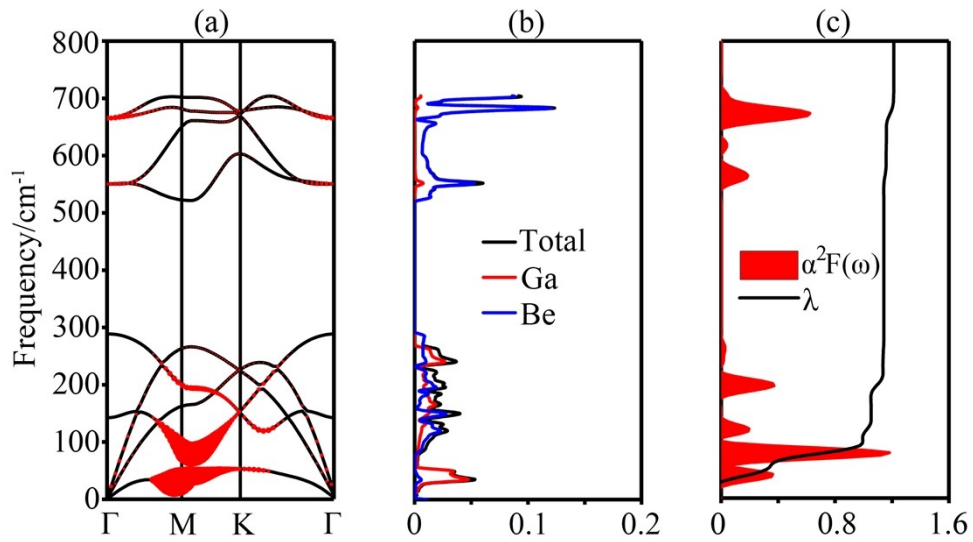 (a) (b) (c)
800
700
600
500
400
300
200
100
0
Frequency/cm⁻¹
Γ M K Γ
Total
Ga
Be
0 0.1 0.2
α²F(ω)
λ
0 0.8 1.6